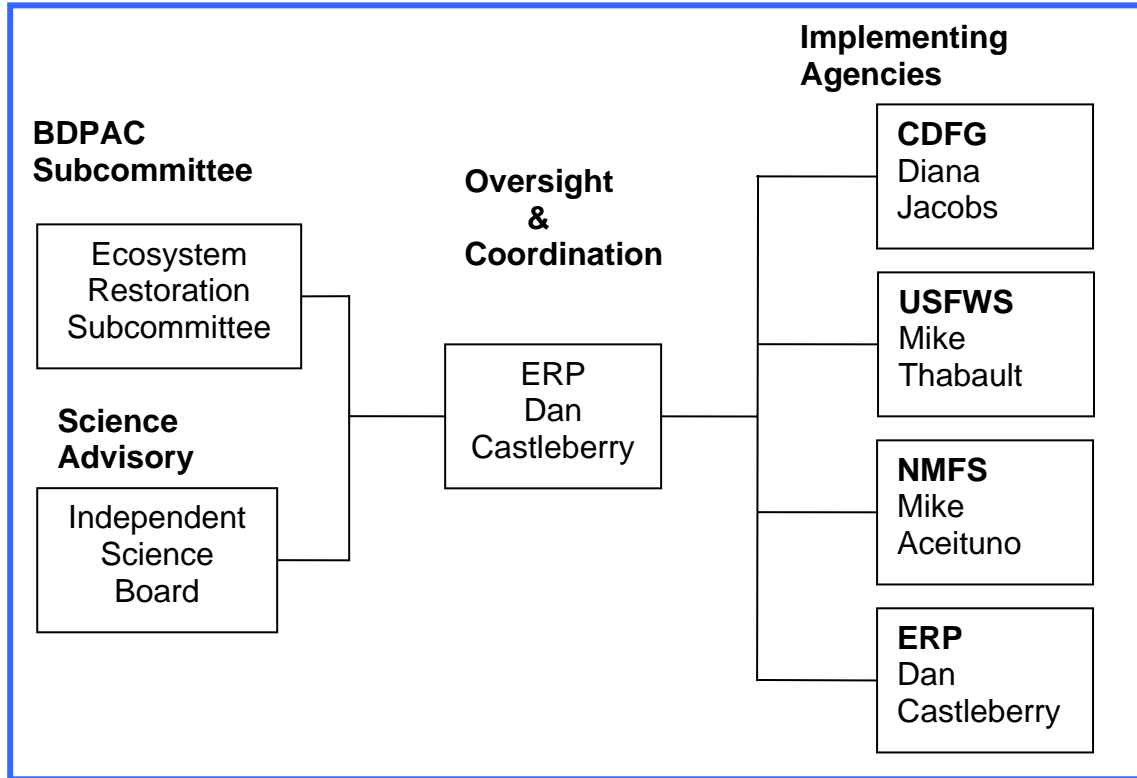 BDPAC
Subcommittee
Ecosystem
Restoration
Subcommittee
Science
Advisory
Independent
Science
Board
Oversight
&
Coordination
ERP
Dan
Castleberry
Implementing
Agencies
CDFG
Diana
Jacobs
USFWS
Mike
Thabault
NMFS
Mike
Aceituno
ERP
Dan
Castleberry